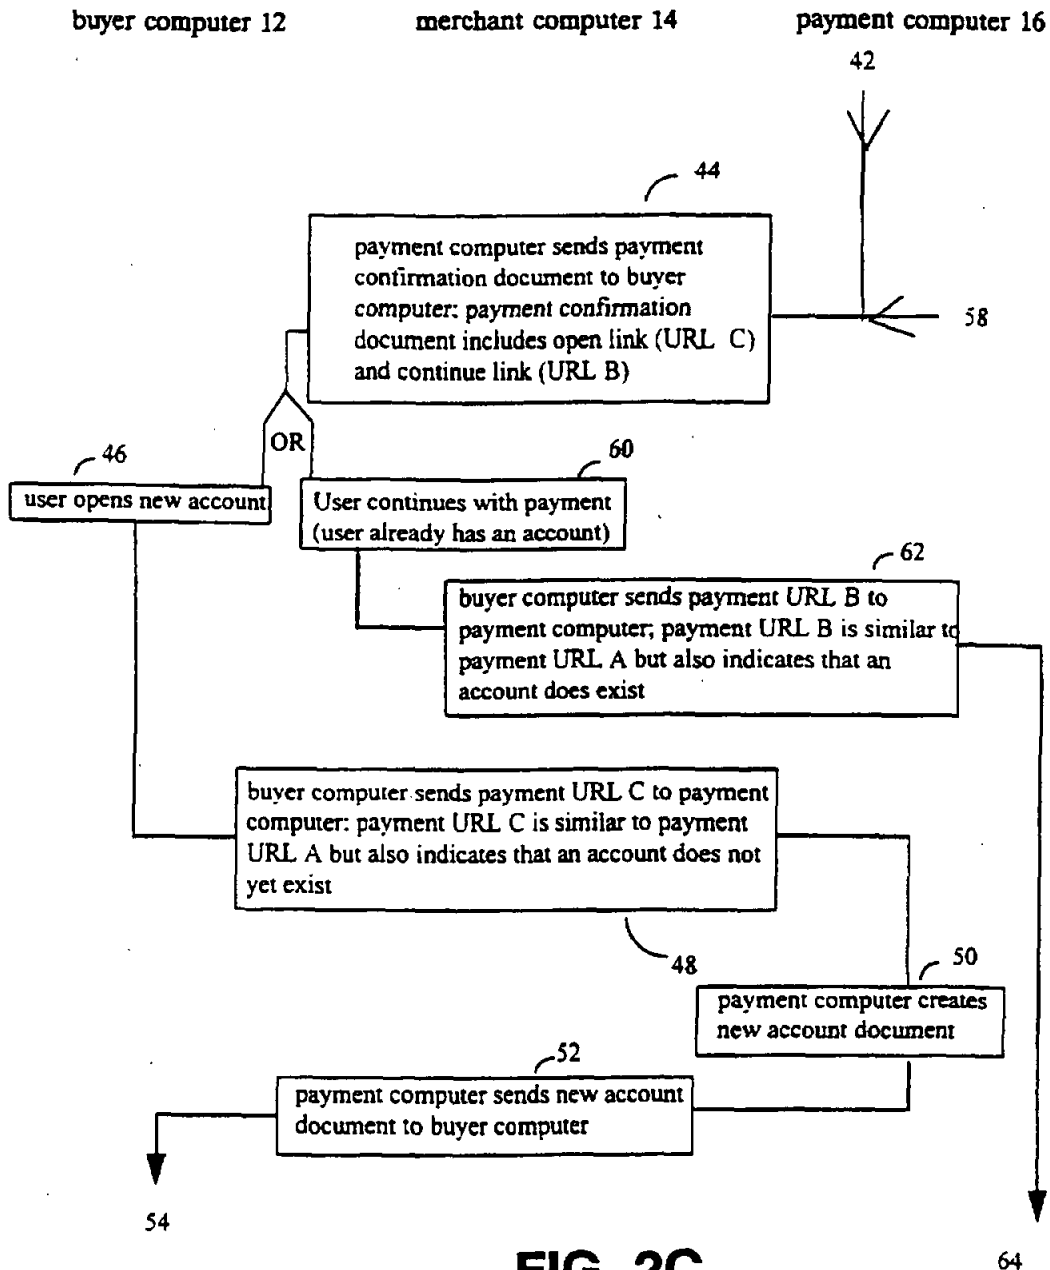 buyer computer 12 merchant computer 14 payment computer 16
42
44
payment computer sends payment
confirmation document to buyer
computer: payment confirmation
document includes open link (URL C)
and continue link (URL B)
58
OR
46
user opens new account
60
User continues with payment
(user already has an account)
62
buyer computer sends payment URL B to
payment computer; payment URL B is similar to
payment URL A but also indicates that an
account does exist
buyer computer sends payment URL C to payment
computer: payment URL C is similar to payment
URL A but also indicates that an account does not
yet exist
48
50
payment computer creates
new account document
52
payment computer sends new account
document to buyer computer
54
64
FIG. 2C